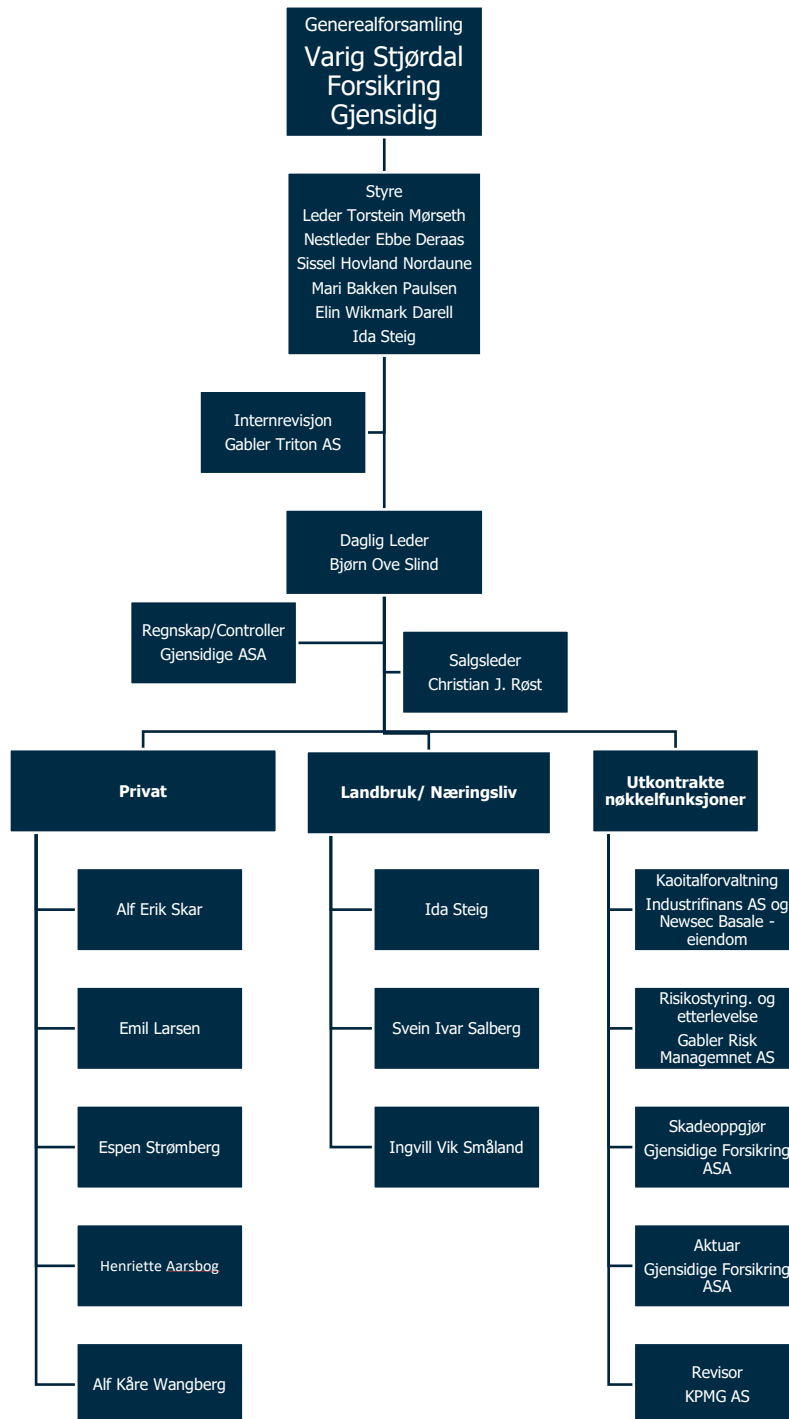 Generealforsamling
Varig Stjørdal
Forsikring
Gjensidig
Styre
Leder Torstein Mørseth
Nestleder Ebbe Deraas
Sissel Hovland Nordaune
Mari Bakken Paulsen
Elin Wikmark Darell
Ida Steig
Internrevisjon
Gabler Triton AS
Daglig Leder
Bjørn Ove Slind
Regnskap/Controller
Gjensidige ASA
Salgsleder
Christian J. Røst
Privat
Alf Erik Skar
Emil Larsen
Espen Strømberg
Henriette Aarsbog
Alf Kåre Wangberg
Landbruk/ Næringsliv
Ida Steig
Svein Ivar Salberg
Ingvill Vik Småland
Utkontrakte
nøkkelfunksjoner
Kaoitalforvaltning
Industrifinans AS og
Newsec Basale -
eiendom
Risikostyring. og
etterlevelse
Gabler Risk
Managemnet AS
Skadeoppgjør
Gjensidige Forsikring
ASA
Aktuar
Gjensidige Forsikring
ASA
Revisor
KPMG AS